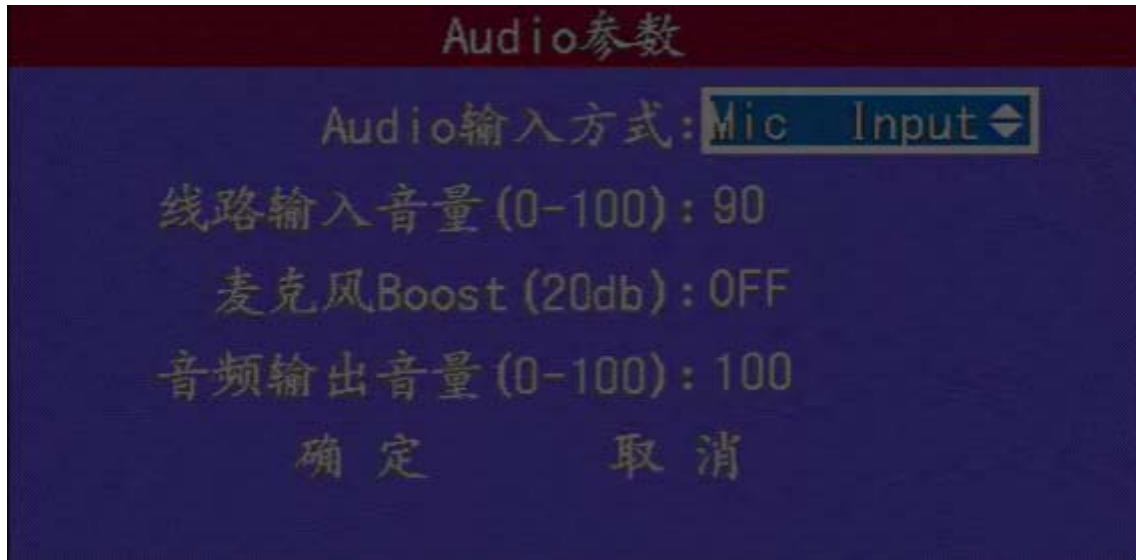 Audio参数
Audio输入方式:Mic Input
线路输入音量(0-100):90
麦克风Boost(20db):OFF
音频输出音量(0-100):100
确定 取消